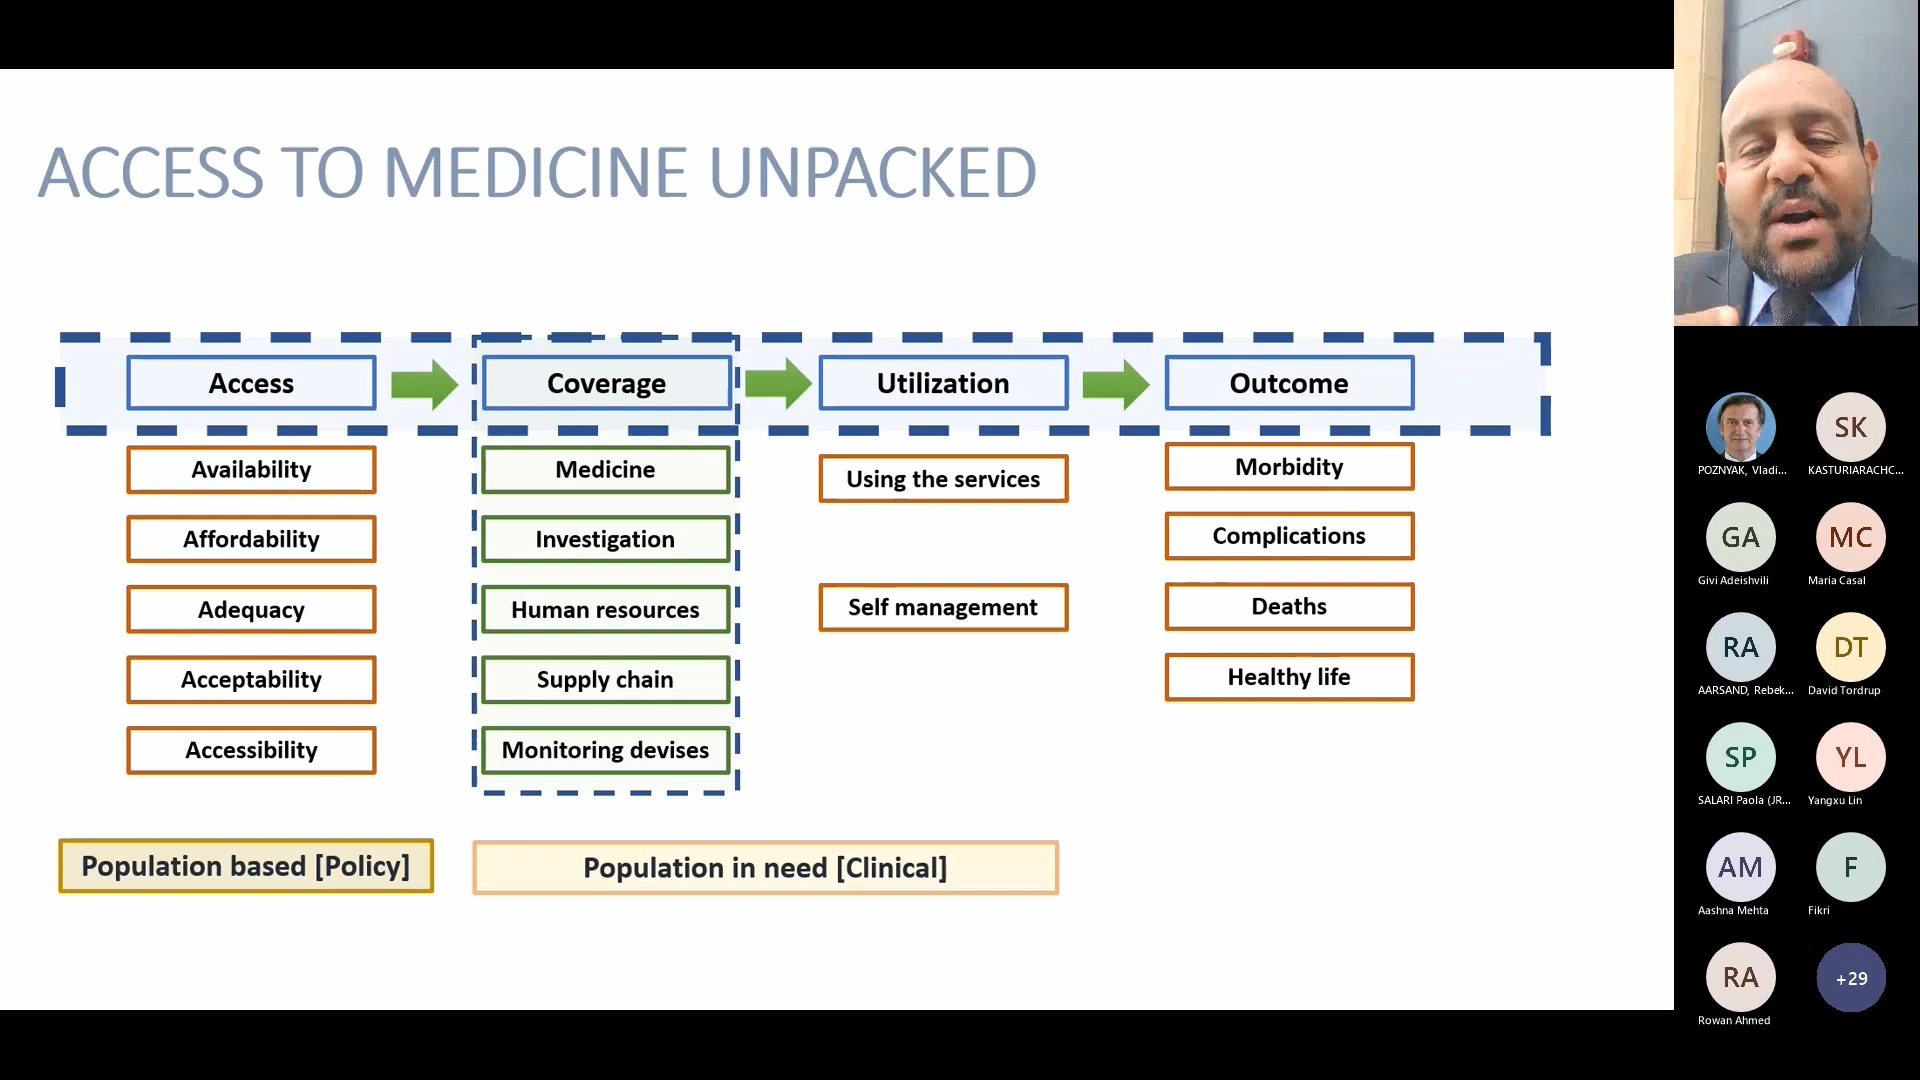 ACCESS TO MEDICINE UNPACKED
Access
Coverage
Utilization
Outcome
Availability
Affordability
Adequacy
Acceptability
Accessibility
Medicine
Investigation
Human resources
Supply chain
Monitoring devises
Using the services
Self management
Morbidity
Complications
Deaths
Healthy life
Population based [Policy]
Population in need [Clinical]
POZNYAK, Vladi...
SK
KASTURIARACHC...
GA
Givi Adeishvili
MC
Maria Casal
RA
AARSAND, Rebek...
DT
David Tordrup
SP
SALARI Paola (JR...
YL
Yangxu Lin
AM
Aashna Mehta
F
Fikri
RA
Rowan Ahmed
+29